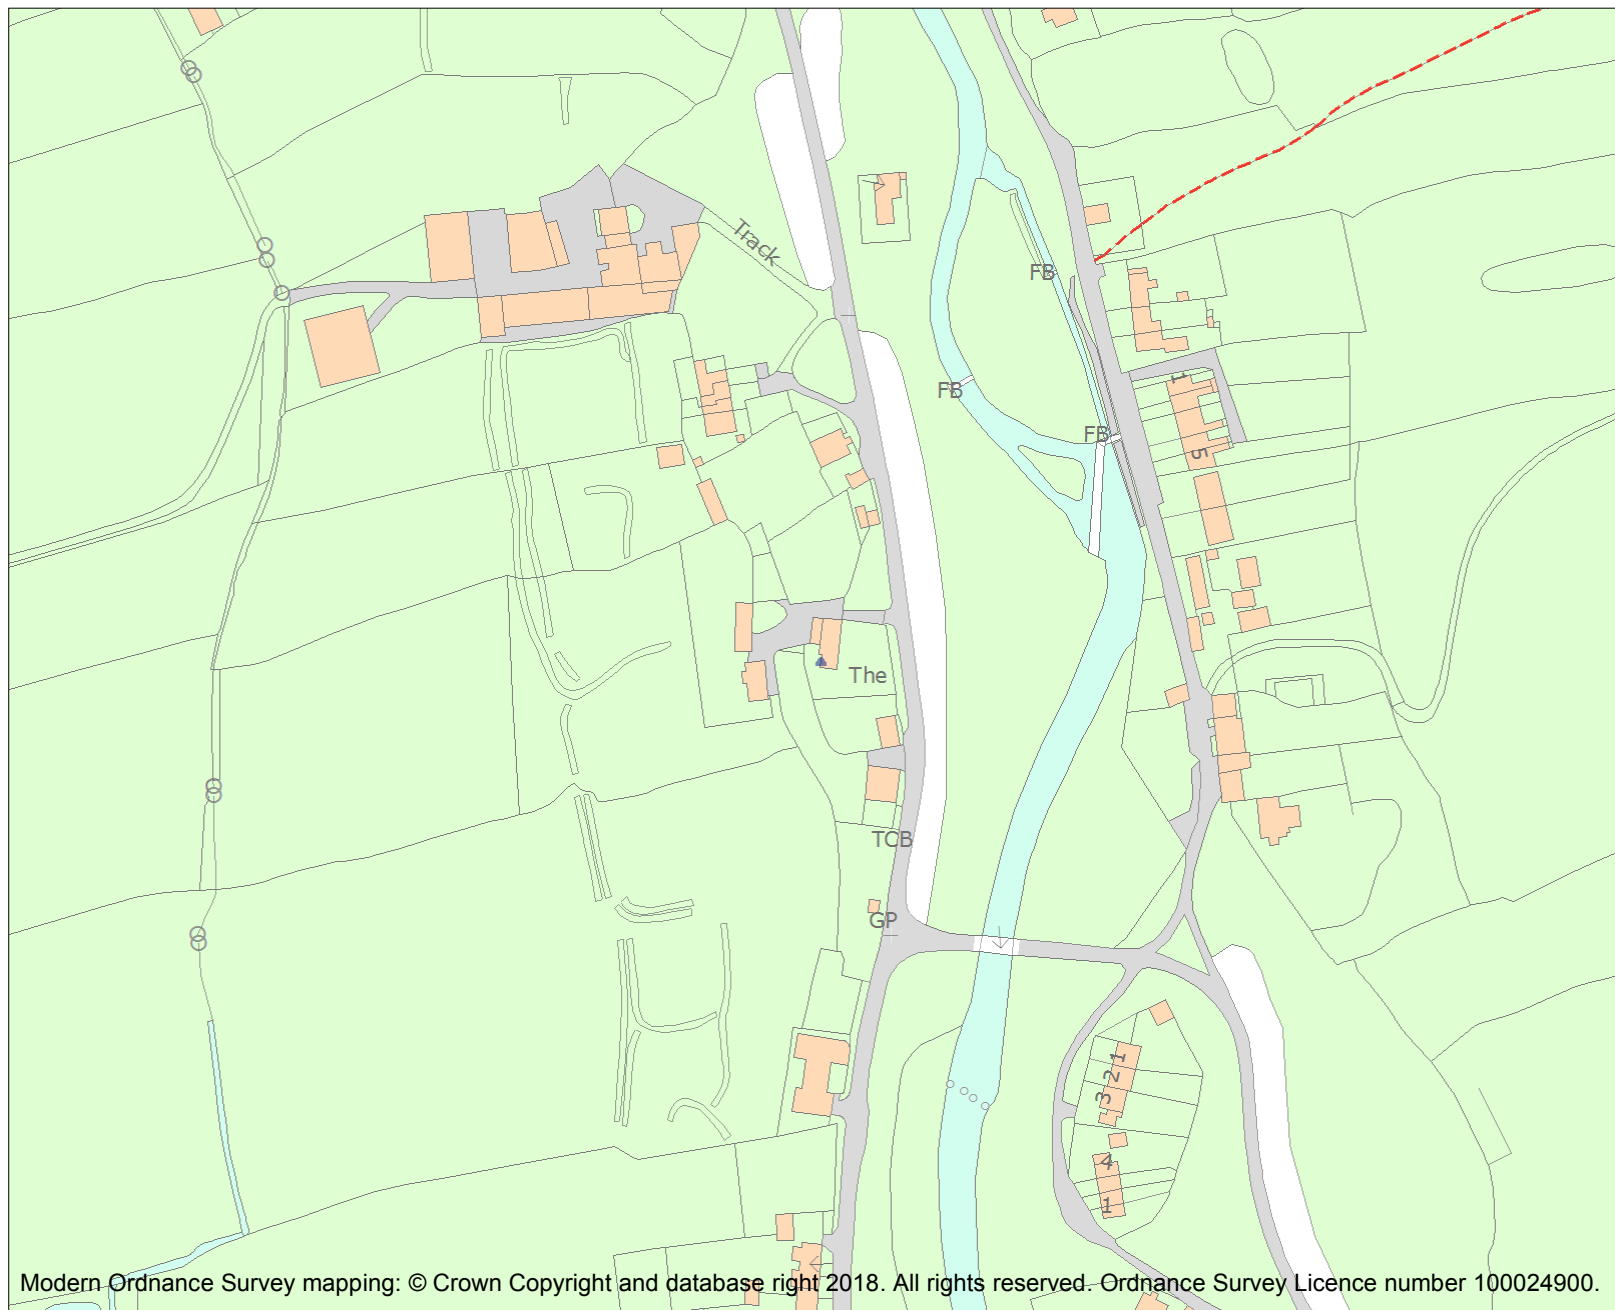 Track
FB
FB
FB
1
5
The
TCB
GP
1
2
3
4
1
Modern Ordnance Survey mapping: © Crown Copyright and database right 2018. All rights reserved. Ordnance Survey Licence number 100024900.